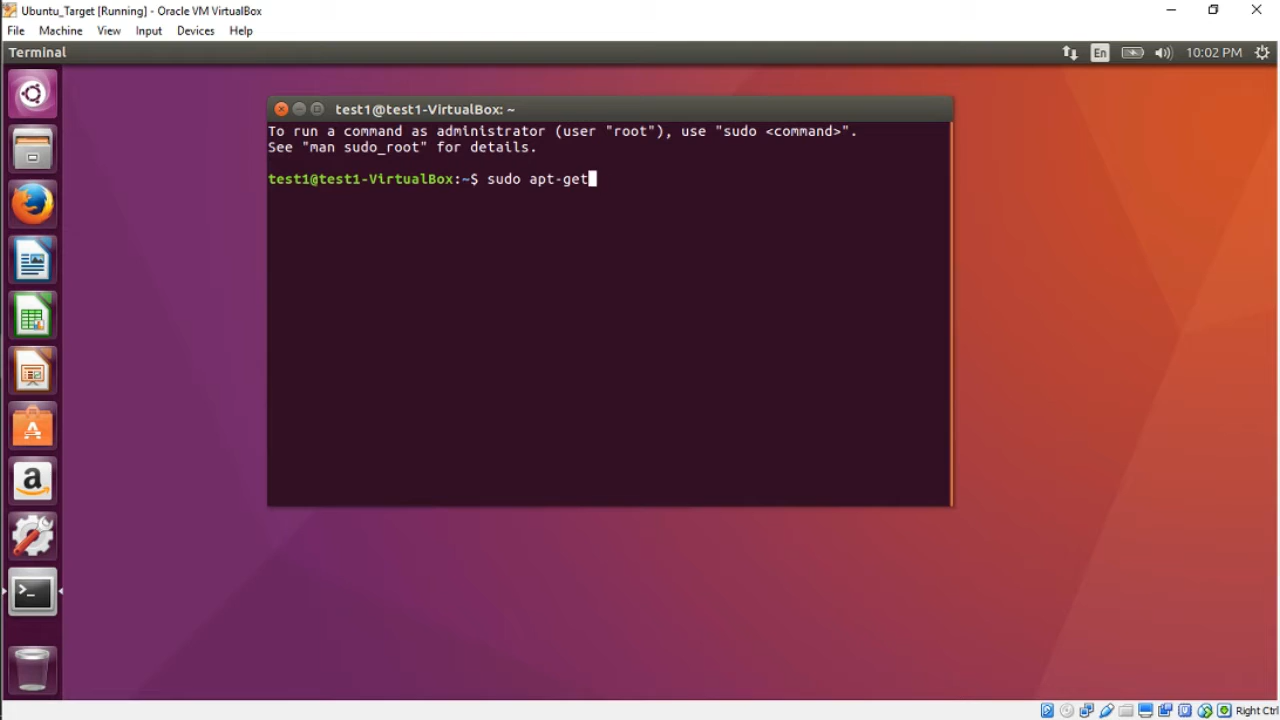 Ubuntu_Target [Running] - Oracle VM VirtualBox
File Machine View Input Devices Help
Terminal
En
10:02 PM
test1@test1-VirtualBox: ~
To run a command as administrator (user "root"), use "sudo <command>".
See "man sudo_root" for details.
test1@test1-VirtualBox:~$ sudo apt-get
a
Right Ctrl